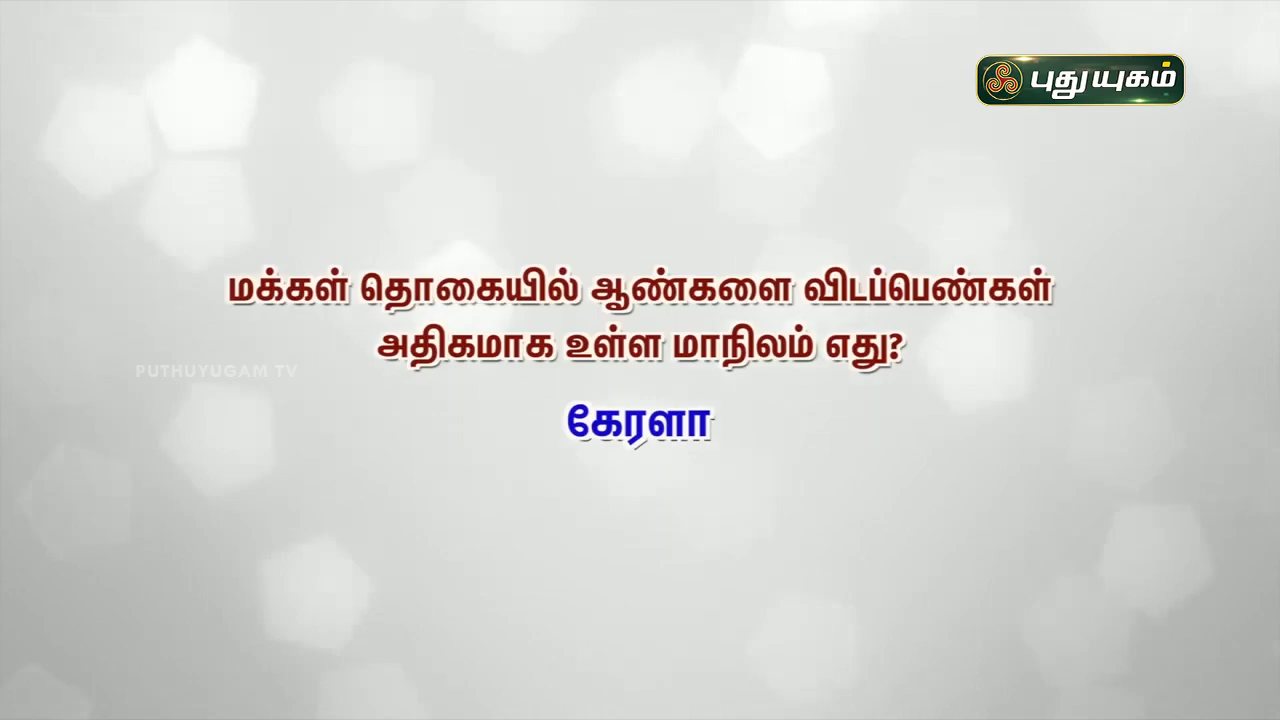 புதுயுகம்
மக்கள் தொகையில் ஆண்களை விடப்பெண்கள்
அதிகமாக உள்ள மாநிலம் எது?
PUTHUYUGAM TV
கேரளா